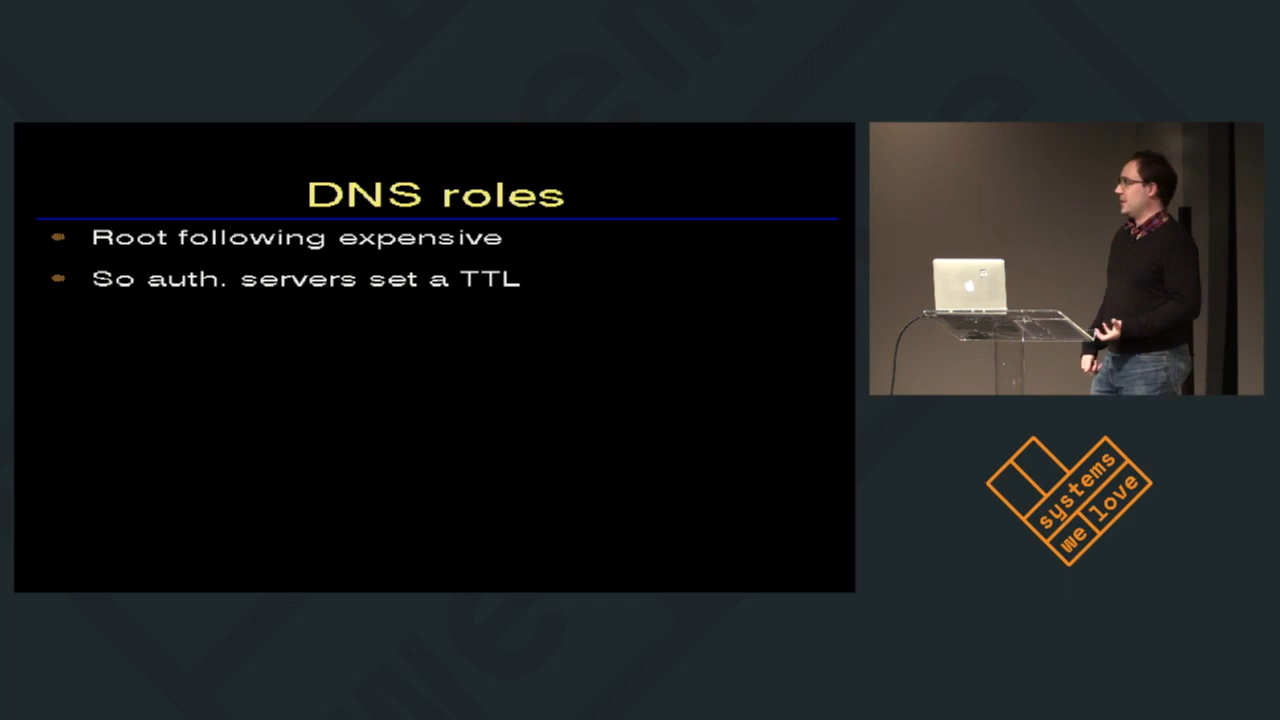 DNS roles
Root following expensive
So auth. servers set a TTL
systems
we love